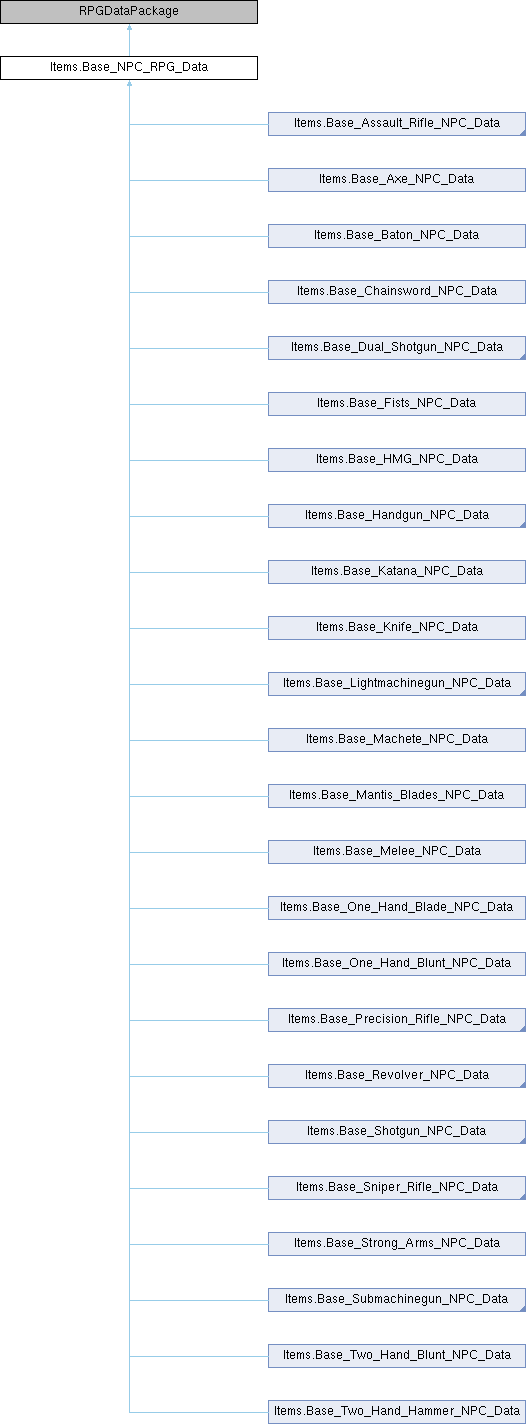 RPGDataPackage
Items.Base_NPC_RPG_Data
Items.Base_Assault_Rifle_NPC_Data
Items.Base_Axe_NPC_Data
Items.Base_Baton_NPC_Data
Items.Base_Chainsword_NPC_Data
Items.Base_Dual_Shotgun_NPC_Data
Items.Base_Fists_NPC_Data
Items.Base_HMG_NPC_Data
Items.Base_Handgun_NPC_Data
Items.Base_Katana_NPC_Data
Items.Base_Knife_NPC_Data
Items.Base_Lightmachinegun_NPC_Data
Items.Base_Machete_NPC_Data
Items.Base_Mantis_Blades_NPC_Data
Items.Base_Melee_NPC_Data
Items.Base_One_Hand_Blade_NPC_Data
Items.Base_One_Hand_Blunt_NPC_Data
Items.Base_Precision_Rifle_NPC_Data
Items.Base_Revolver_NPC_Data
Items.Base_Shotgun_NPC_Data
Items.Base_Sniper_Rifle_NPC_Data
Items.Base_Strong_Arms_NPC_Data
Items.Base_Submachinegun_NPC_Data
Items.Base_Two_Hand_Blunt_NPC_Data
Items.Base_Two_Hand_Hammer_NPC_Data